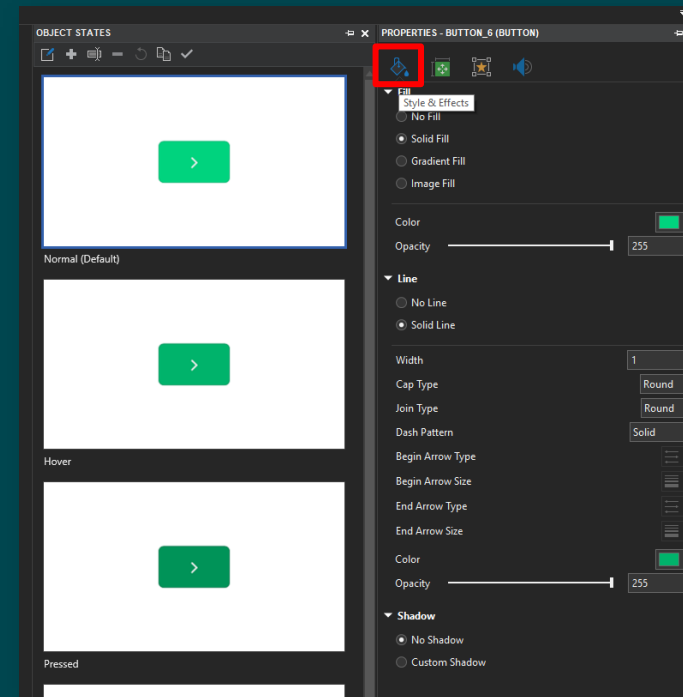 OBJECT STATES
Normal (Default)
Hover
Pressed
PROPERTIES - BUTTON_6 (BUTTON)
Fill
Style & Effects
No Fill
Solid Fill
Gradient Fill
Image Fill
Color
Opacity 255
Line
No Line
Solid Line
Width 1
Cap Type Round
Join Type Round
Dash Pattern Solid
Begin Arrow Type
Begin Arrow Size
End Arrow Type
End Arrow Size
Color
Opacity 255
Shadow
No Shadow
Custom Shadow